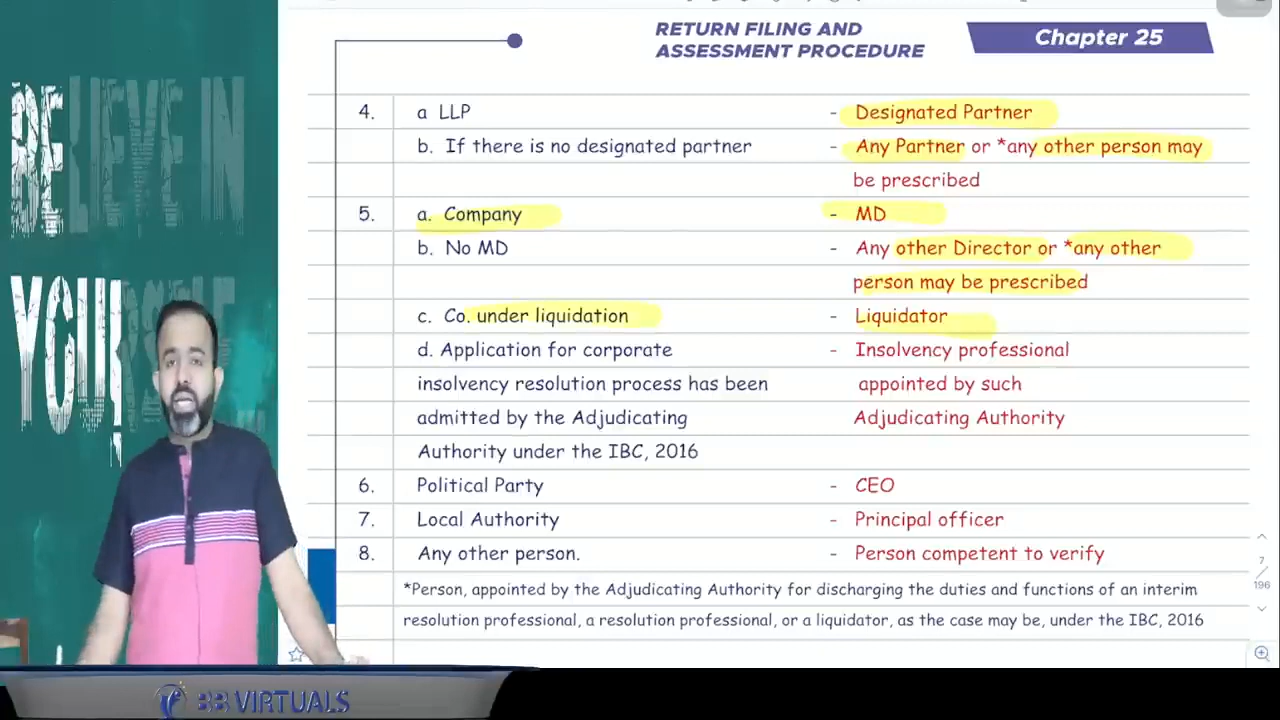 BELIEVE IN
YOURSELF
RETURN FILING AND
ASSESSMENT PROCEDURE
Chapter 25
4. a LLP - Designated Partner
b. If there is no designated partner - Any Partner or *any other person may
be prescribed
5. a. Company - MD
b. No MD - Any other Director or *any other
person may be prescribed
c. Co. under liquidation - Liquidator
d. Application for corporate - Insolvency professional
insolvency resolution process has been appointed by such
admitted by the Adjudicating Adjudicating Authority
Authority under the IBC, 2016
6. Political Party - CEO
7. Local Authority - Principal officer
8. Any other person. - Person competent to verify
*Person, appointed by the Adjudicating Authority for discharging the duties and functions of an interim
resolution professional, a resolution professional, or a liquidator, as the case may be, under the IBC, 2016
7
196
BB VIRTUALS